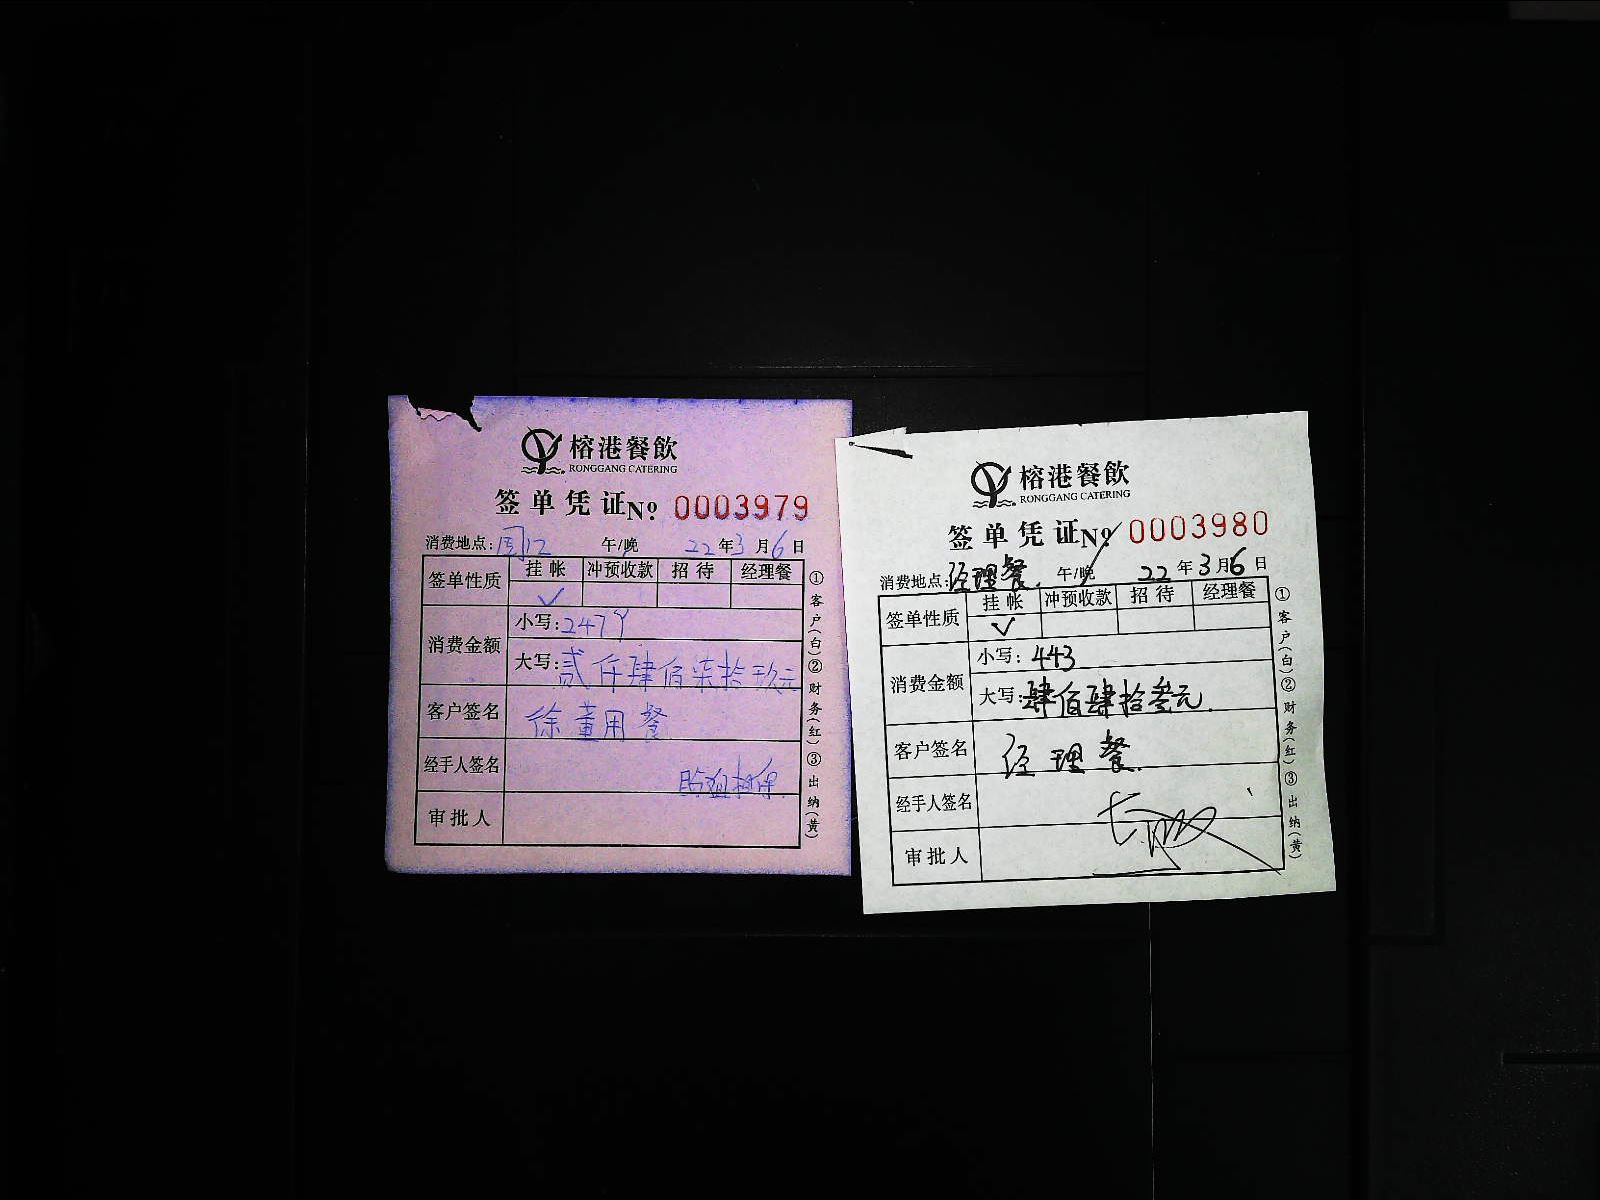 榕港餐飲
RONGGANG CATERING
签单凭证No 0003979
消费地点: 午/晚 22年3月6日
签单性质 挂帐 冲预收款 招待 经理餐
✓
消费金额 小写:2479
大写:贰仟肆佰柒拾玖元
客户签名 徐董用餐
经手人签名
审批人
①客户(白)②财务(红)③出纳(黄)
榕港餐飲
RONGGANG CATERING
签单凭证No 0003980
消费地点:经理餐. 午/晚 22年3月6日
签单性质 挂帐 冲预收款 招待 经理餐
✓
消费金额 小写:443
大写:肆佰肆拾叁元.
客户签名 经理餐.
经手人签名
审批人
①客户(白)②财务(红)③出纳(黄)